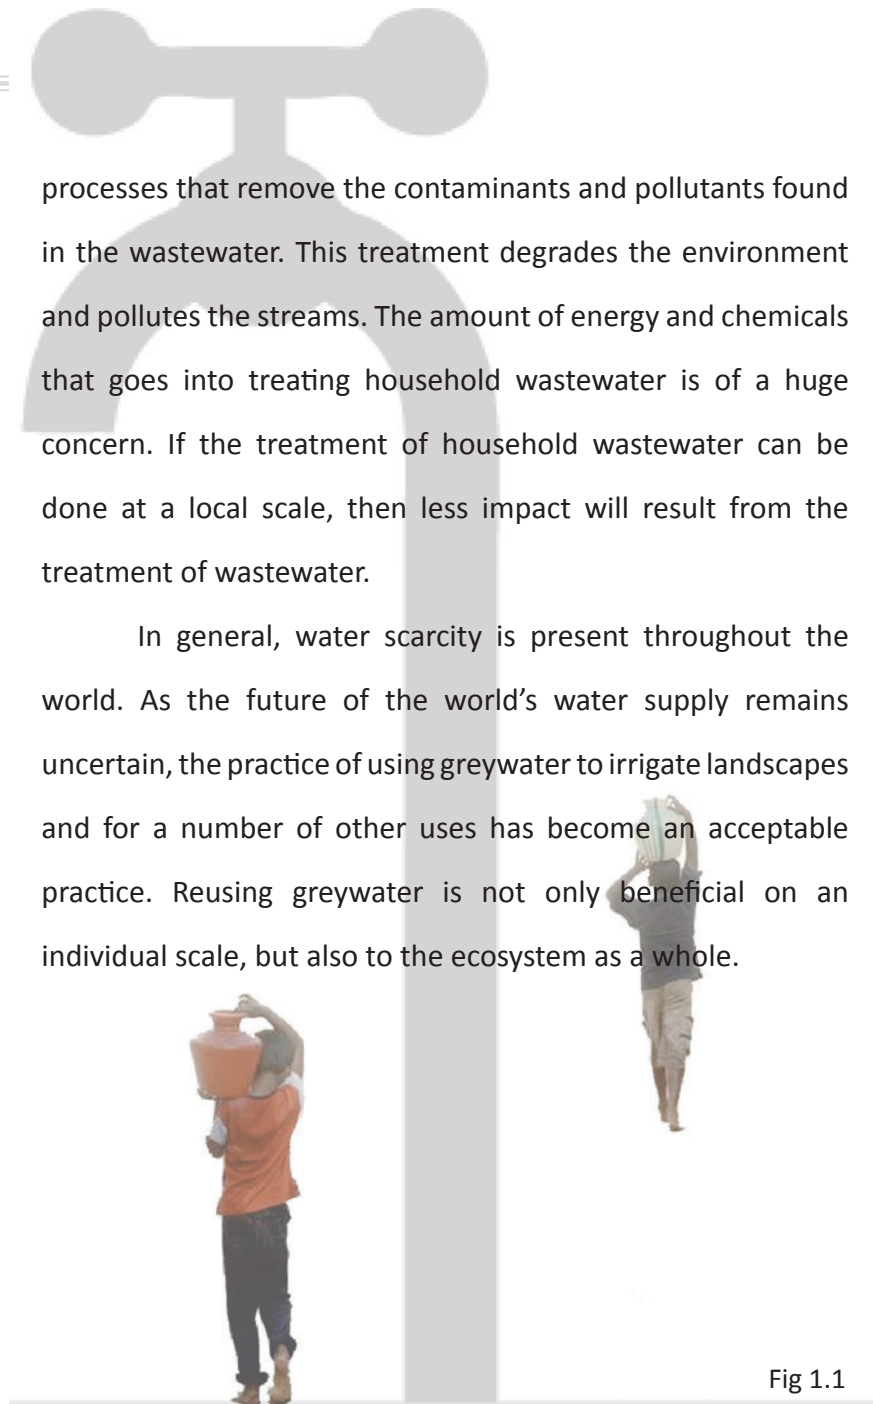 processes that remove the contaminants and pollutants found
in the wastewater. This treatment degrades the environment
and pollutes the streams. The amount of energy and chemicals
that goes into treating household wastewater is of a huge
concern. If the treatment of household wastewater can be
done at a local scale, then less impact will result from the
treatment of wastewater.
In general, water scarcity is present throughout the
world. As the future of the world’s water supply remains
uncertain, the practice of using greywater to irrigate landscapes
and for a number of other uses has become an acceptable
practice. Reusing greywater is not only beneficial on an
individual scale, but also to the ecosystem as a whole.
Fig 1.1